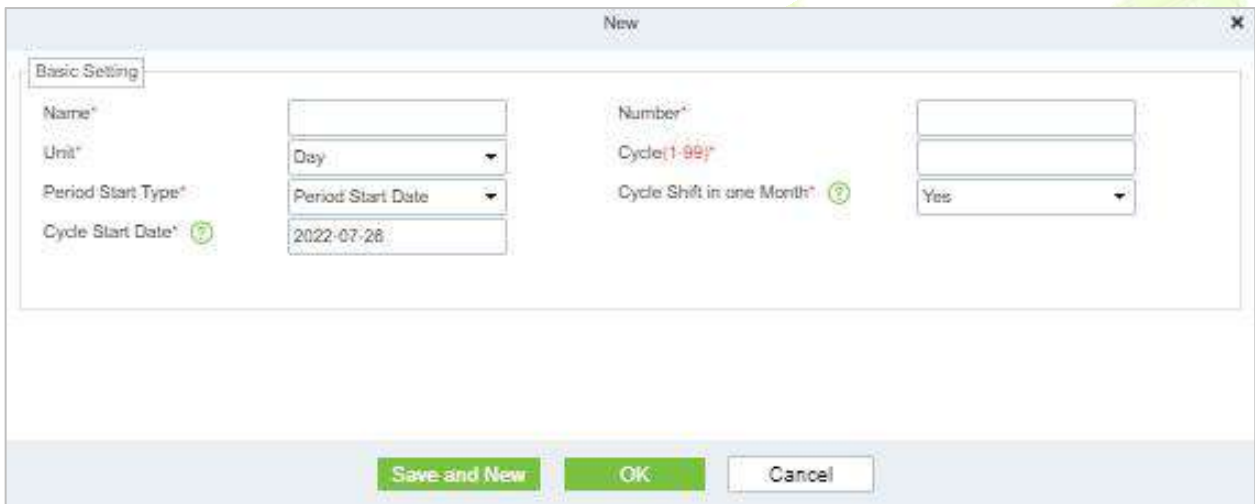 New
Basic Setting
Name* Number*
Unit* Day Cycle(1-99)*
Period Start Type* Period Start Date Cycle Shift in one Month* ? Yes
Cycle Start Date* ? 2022-07-26
Save and New OK Cancel